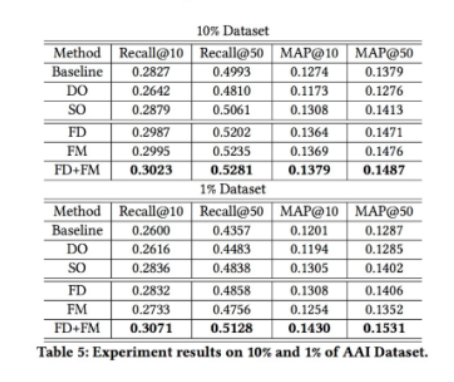 10% Dataset
Method Recall@10 Recall@50 MAP@10 MAP@50
Baseline 0.2827 0.4993 0.1274 0.1379
DO 0.2642 0.4810 0.1173 0.1276
SO 0.2879 0.5061 0.1308 0.1413
FD 0.2987 0.5202 0.1364 0.1471
FM 0.2995 0.5235 0.1369 0.1476
FD+FM 0.3023 0.5281 0.1379 0.1487
1% Dataset
Method Recall@10 Recall@50 MAP@10 MAP@50
Baseline 0.2600 0.4357 0.1201 0.1287
DO 0.2616 0.4483 0.1194 0.1285
SO 0.2836 0.4838 0.1305 0.1402
FD 0.2832 0.4858 0.1308 0.1406
FM 0.2733 0.4756 0.1254 0.1352
FD+FM 0.3071 0.5128 0.1430 0.1531
Table 5: Experiment results on 10% and 1% of AAI Dataset.